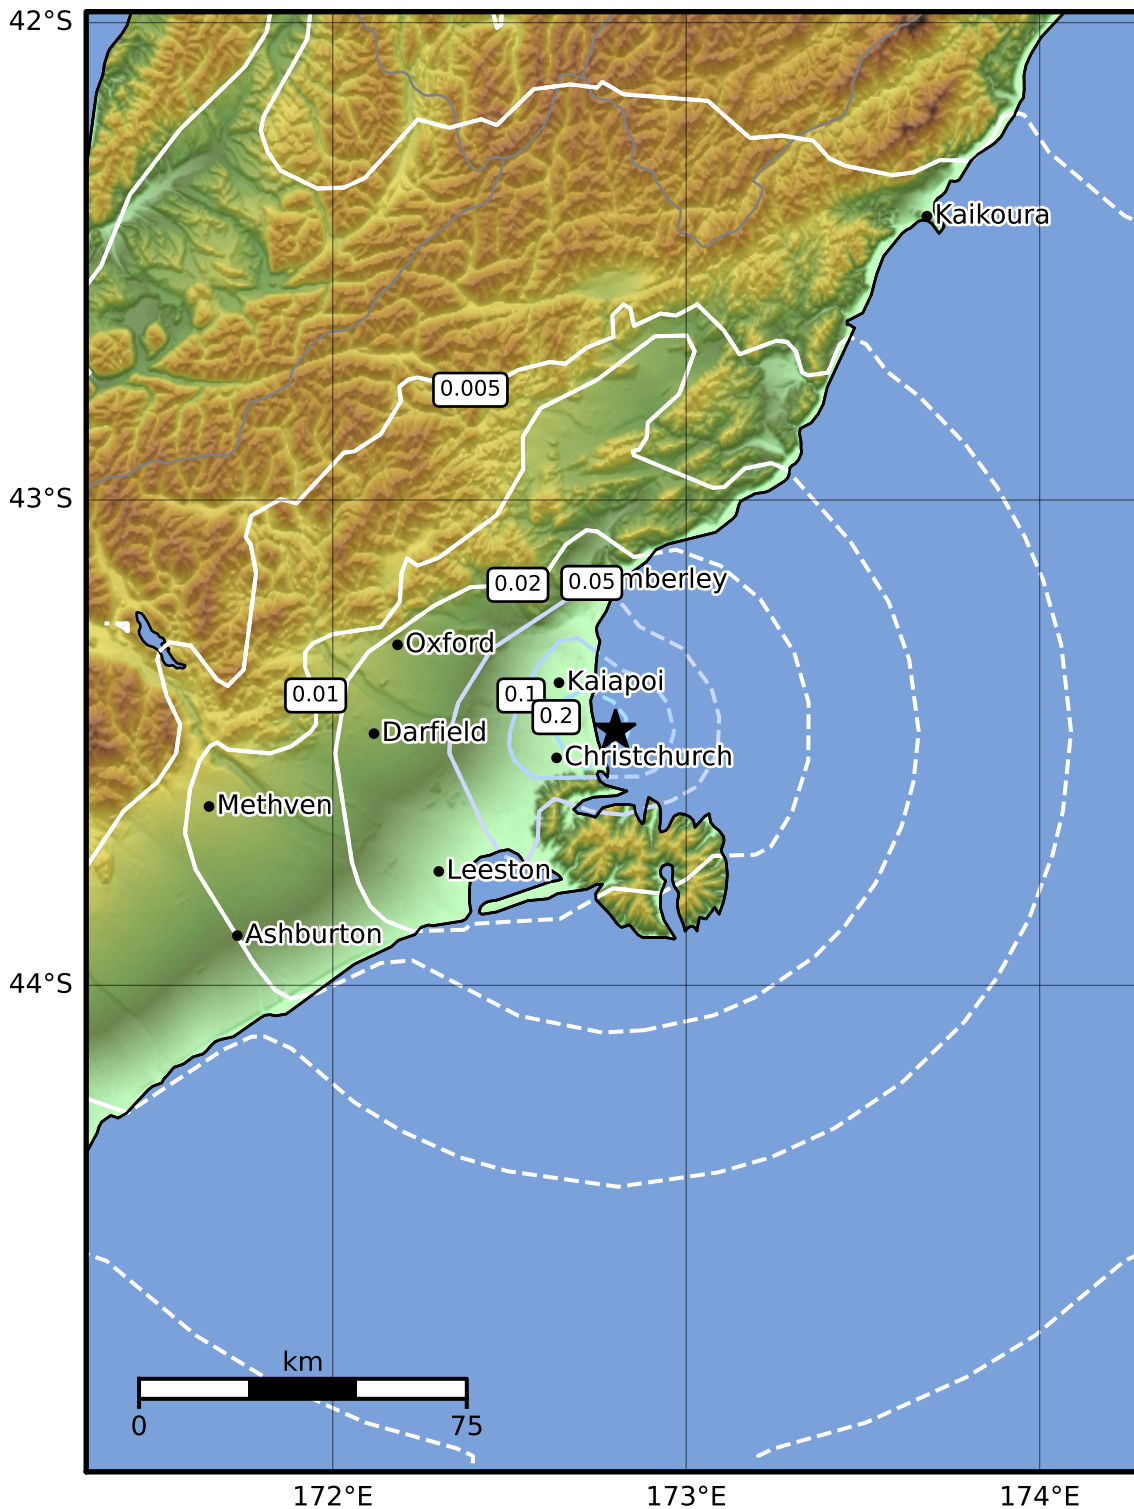 42°S
Kaikoura
0.005
43°S
0.02
0.05
mberley
Oxford
Kaiapoi
0.01
0.1
0.2
Darfield
Christchurch
Methven
Leeston
Ashburton
44°S
km
0
75
172°E
173°E
174°E